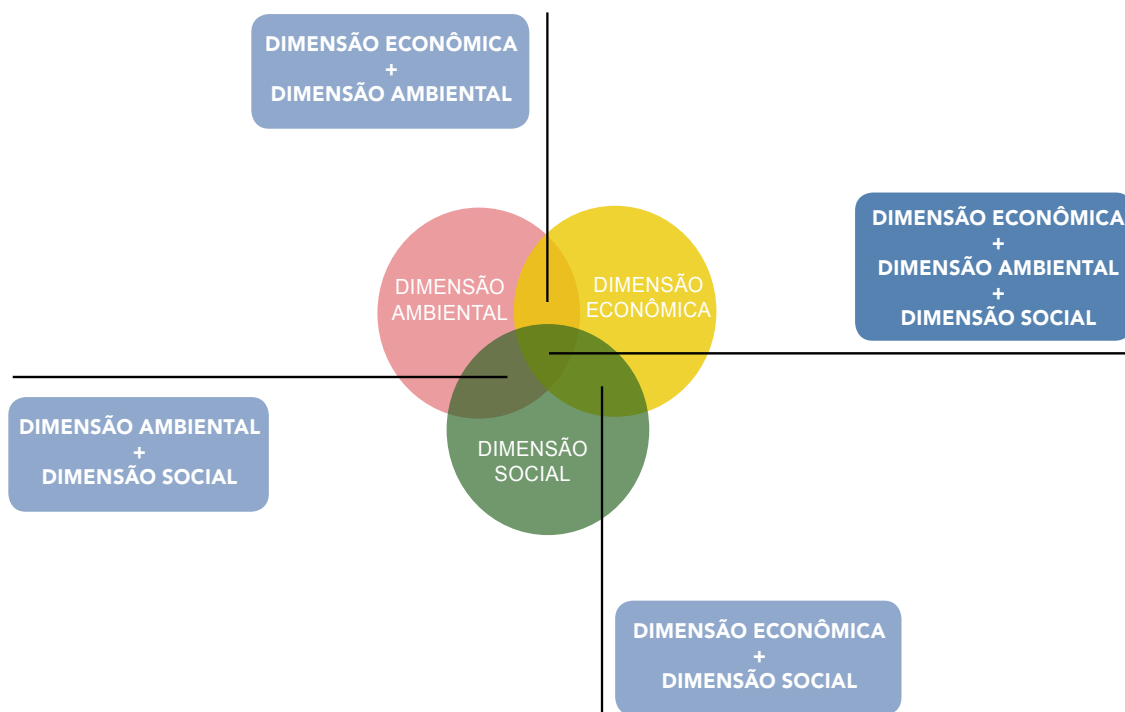 DIMENSÃO ECONÔMICA
+
DIMENSÃO AMBIENTAL
DIMENSÃO ECONÔMICA
+
DIMENSÃO AMBIENTAL
+
DIMENSÃO SOCIAL
DIMENSÃO
AMBIENTAL
DIMENSÃO
ECONÔMICA
DIMENSÃO AMBIENTAL
+
DIMENSÃO SOCIAL
DIMENSÃO
SOCIAL
DIMENSÃO ECONÔMICA
+
DIMENSÃO SOCIAL